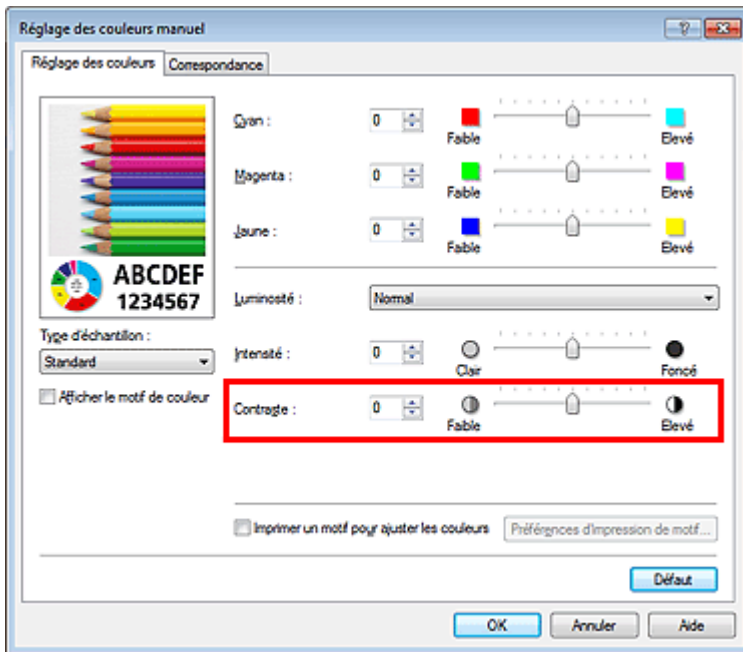 Réglage des couleurs manuel
Réglage des couleurs
Correspondance
Cyan :
0
Faible
Elevé
Magenta :
0
Faible
Elevé
ABCDEF
1234567
Jaune :
0
Faible
Elevé
Luminosité :
Normal
Type d'échantillon :
Standard
Intensité :
0
Clair
Foncé
Afficher le motif de couleur
Contraste :
0
Faible
Elevé
Imprimer un motif pour ajuster les couleurs
Préférences d'impression de motif...
Défaut
OK
Annuler
Aide